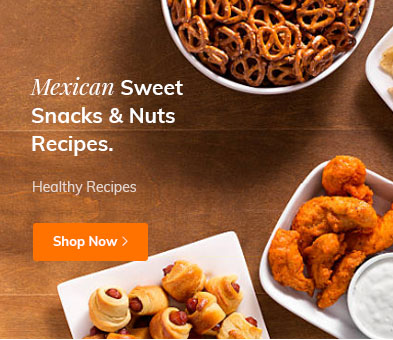 Mexican Sweet
Snacks & Nuts
Recipes.
Healthy Recipes
Shop Now >